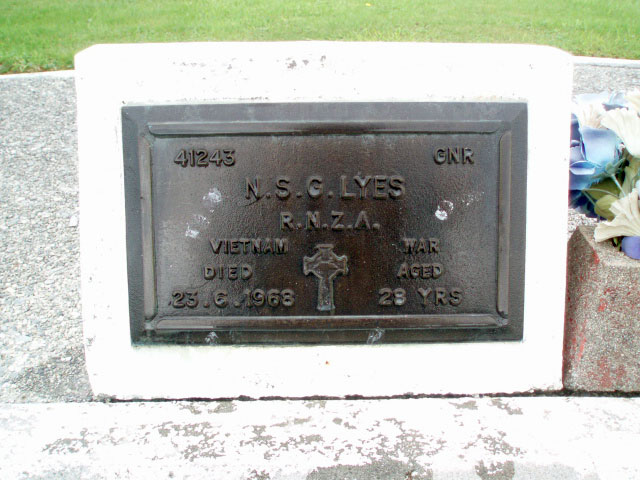 41243 GNR
N.S.G. LYES
R.N.Z.A.
VIETNAM WAR
DIED AGED
23.6.1968 28 YRS